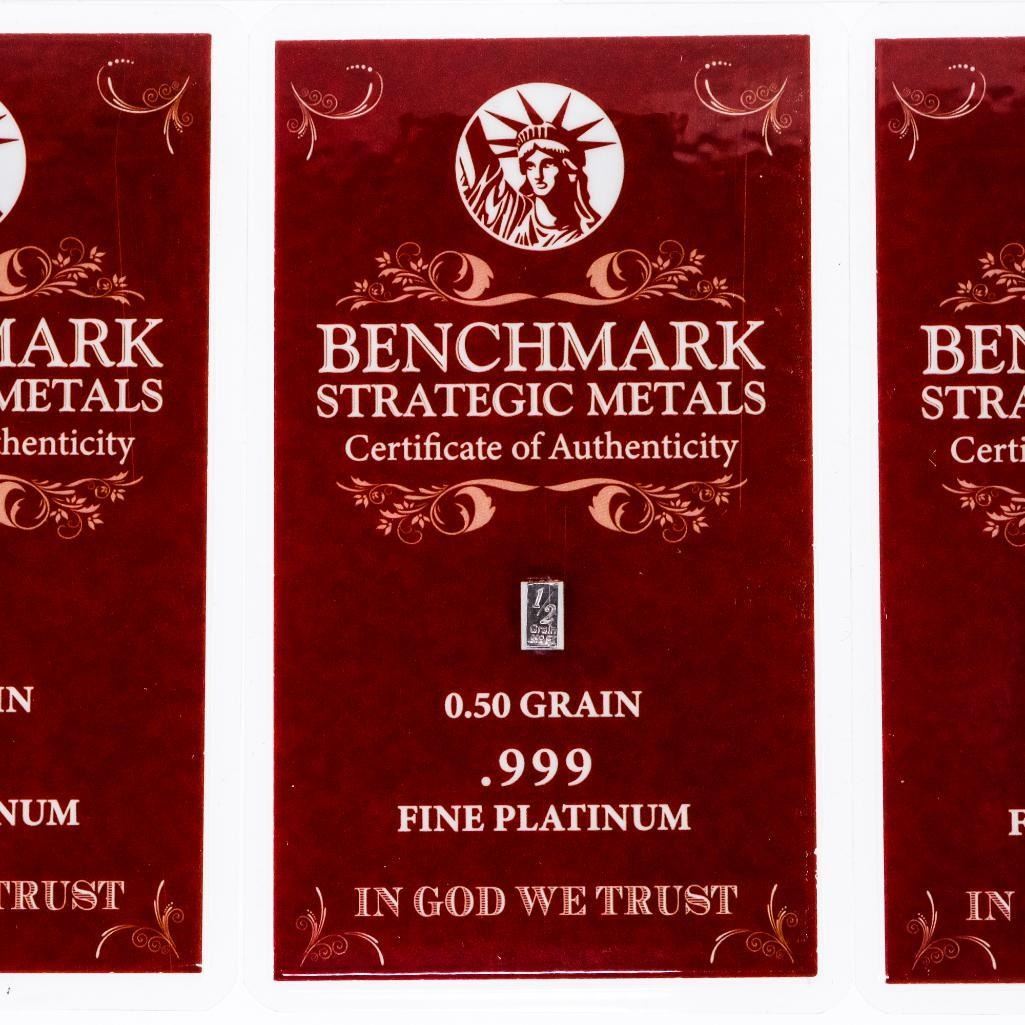 MARK
METALS
thenticity
IN
NUM
TRUST
BENCHMARK
STRATEGIC METALS
Certificate of Authenticity
1/2
Grain
0.50 GRAIN
.999
FINE PLATINUM
IN GOD WE TRUST
BEN
STRA
Certi
F
IN